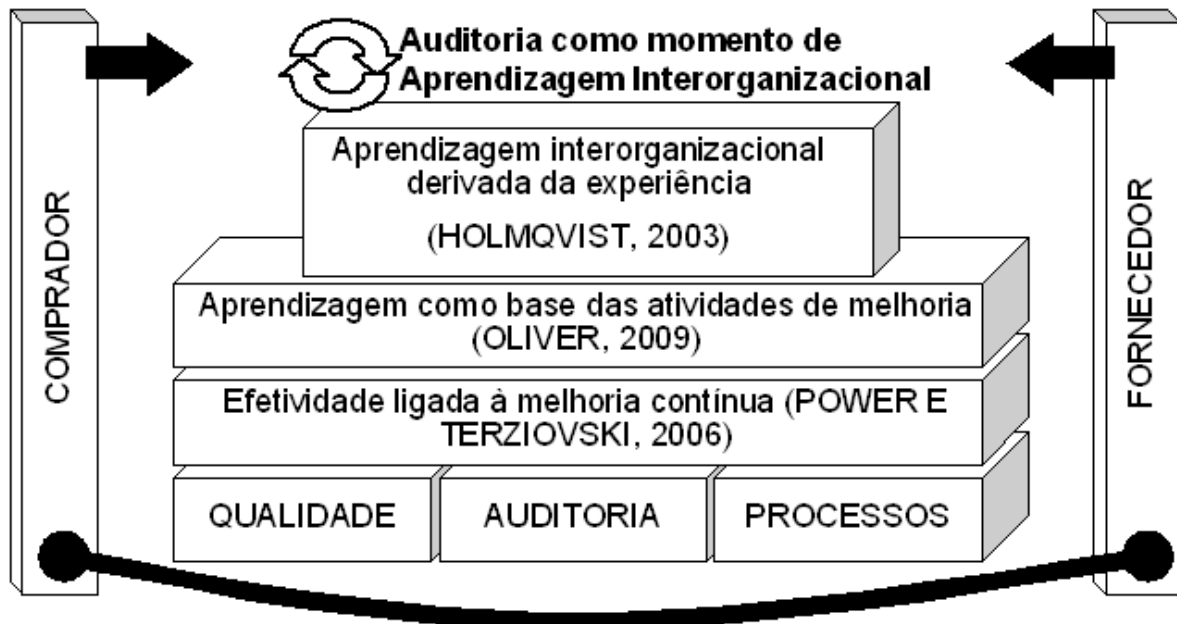 Auditoria como momento de
Aprendizagem Interorganizacional
COMPRADOR
Aprendizagem interorganizacional
derivada da experiência
(HOLMQVIST, 2003)
Aprendizagem como base das atividades de melhoria
(OLIVER, 2009)
Efetividade ligada à melhoria contínua (POWER E
TERZIOVSKI, 2006)
QUALIDADE
AUDITORIA
PROCESSOS
FORNECEDOR